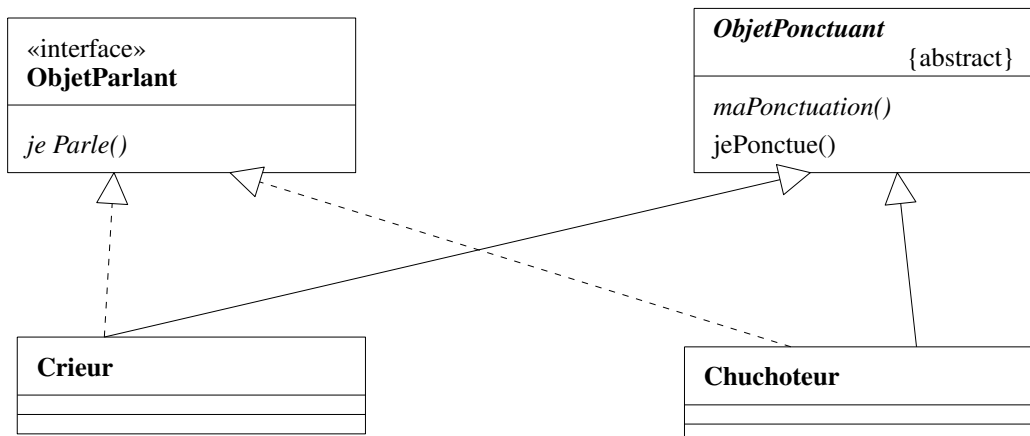 «interface»
ObjetParlant
je Parle()
ObjetPonctuant
{abstract}
maPonctuation()
jePonctue()
Crieur
Chuchoteur